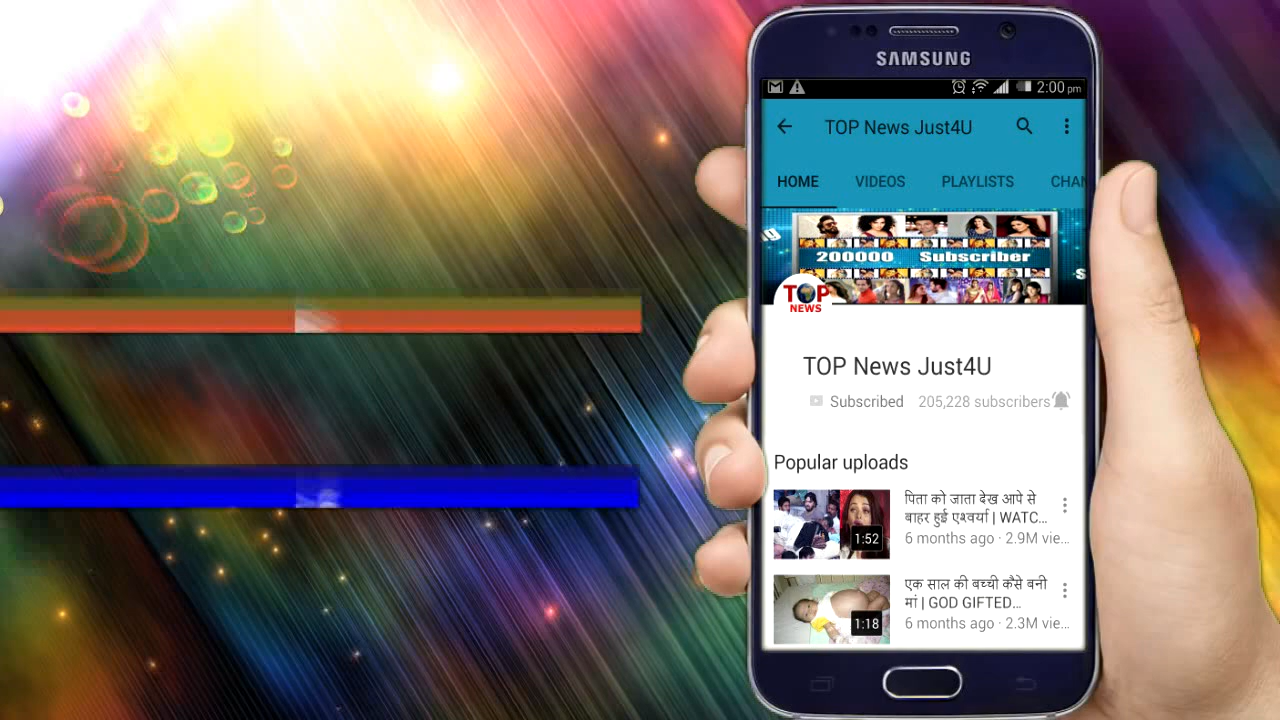 SAMSUNG
2:00 pm
TOP News Just4U
HOME VIDEOS PLAYLISTS CHAN
200000 Subscriber
TOP
NEWS
TOP News Just4U
Subscribed 205,228 subscribers
Popular uploads
पिता को जाता देख आपे से
बाहर हुई एश्वर्या | WATC...
1:52
6 months ago · 2.9M vie...
एक साल की बच्ची कैसे बनी
मां | GOD GIFTED...
1:18
6 months ago · 2.3M vie...